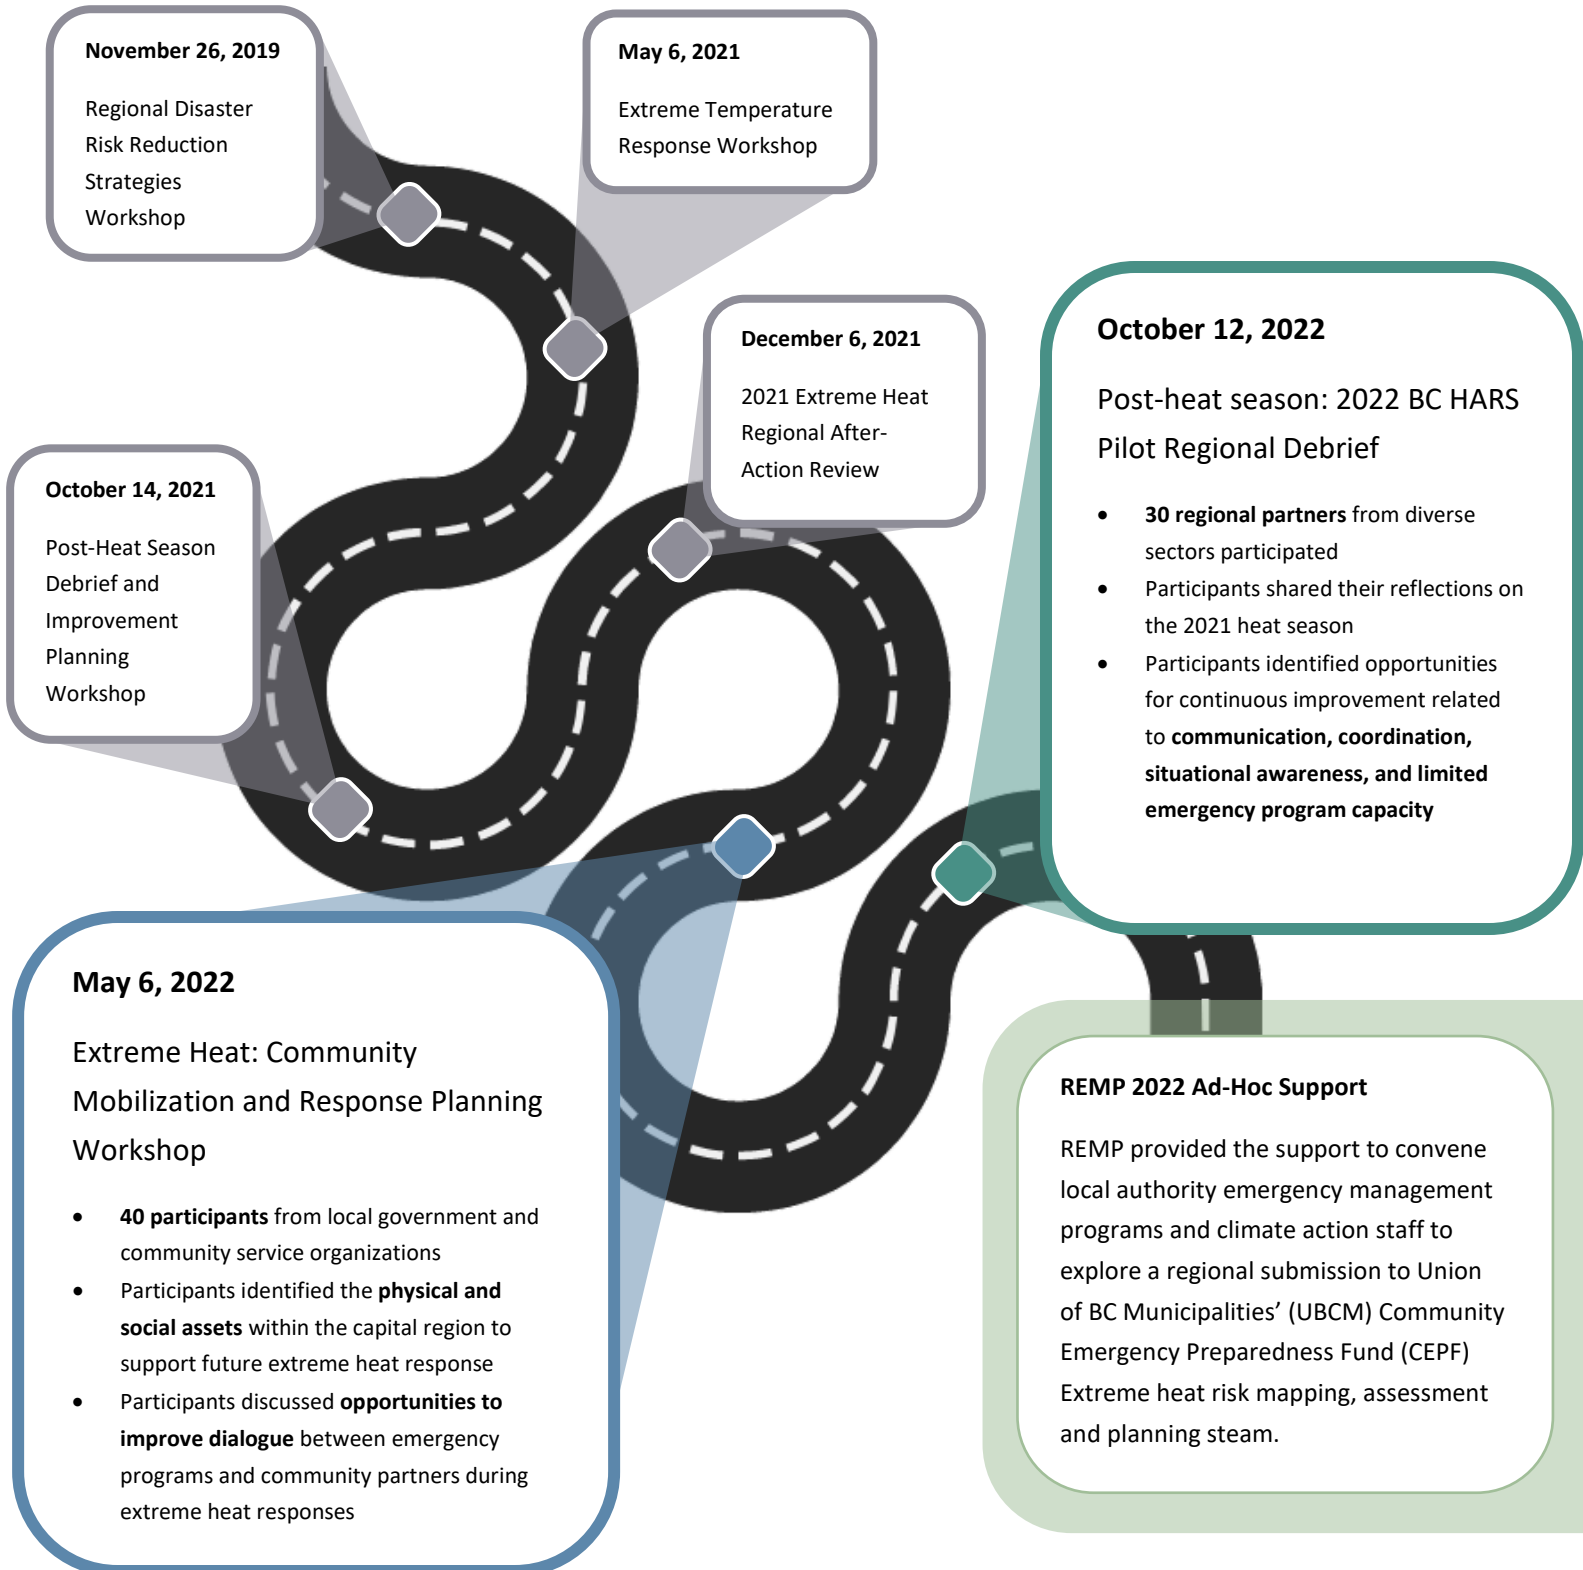 November 26, 2019
Regional Disaster
Risk Reduction
Strategies
Workshop
May 6, 2021
Extreme Temperature
Response Workshop
October 14, 2021
Post-Heat Season
Debrief and
Improvement
Planning
Workshop
December 6, 2021
2021 Extreme Heat
Regional After-
Action Review
May 6, 2022
Extreme Heat: Community
Mobilization and Response Planning
Workshop
• 40 participants from local government and
community service organizations
• Participants identified the physical and
social assets within the capital region to
support future extreme heat response
• Participants discussed opportunities to
improve dialogue between emergency
programs and community partners during
extreme heat responses
October 12, 2022
Post-heat season: 2022 BC HARS
Pilot Regional Debrief
• 30 regional partners from diverse
sectors participated
• Participants shared their reflections on
the 2021 heat season
• Participants identified opportunities
for continuous improvement related
to communication, coordination,
situational awareness, and limited
emergency program capacity
REMP 2022 Ad-Hoc Support
REMP provided the support to convene
local authority emergency management
programs and climate action staff to
explore a regional submission to Union
of BC Municipalities’ (UBCM) Community
Emergency Preparedness Fund (CEPF)
Extreme heat risk mapping, assessment
and planning steam.